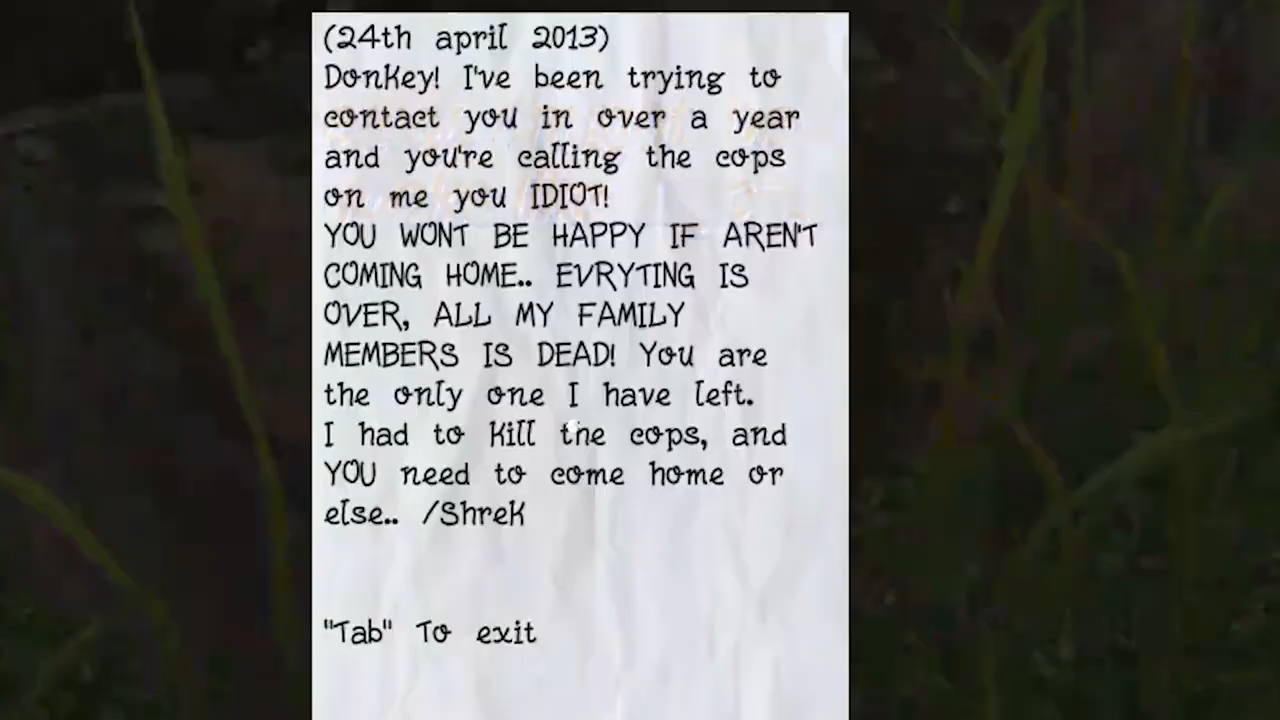 (24th april 2013)
Donkey! I've been trying to
contact you in over a year
and you're calling the cops
on me you IDIOT!
YOU WONT BE HAPPY IF AREN'T
COMING HOME.. EVRYTING IS
OVER, ALL MY FAMILY
MEMBERS IS DEAD! You are
the only one I have left.
I had to kill the cops, and
YOU need to come home or
else.. /Shrek
"Tab" To exit